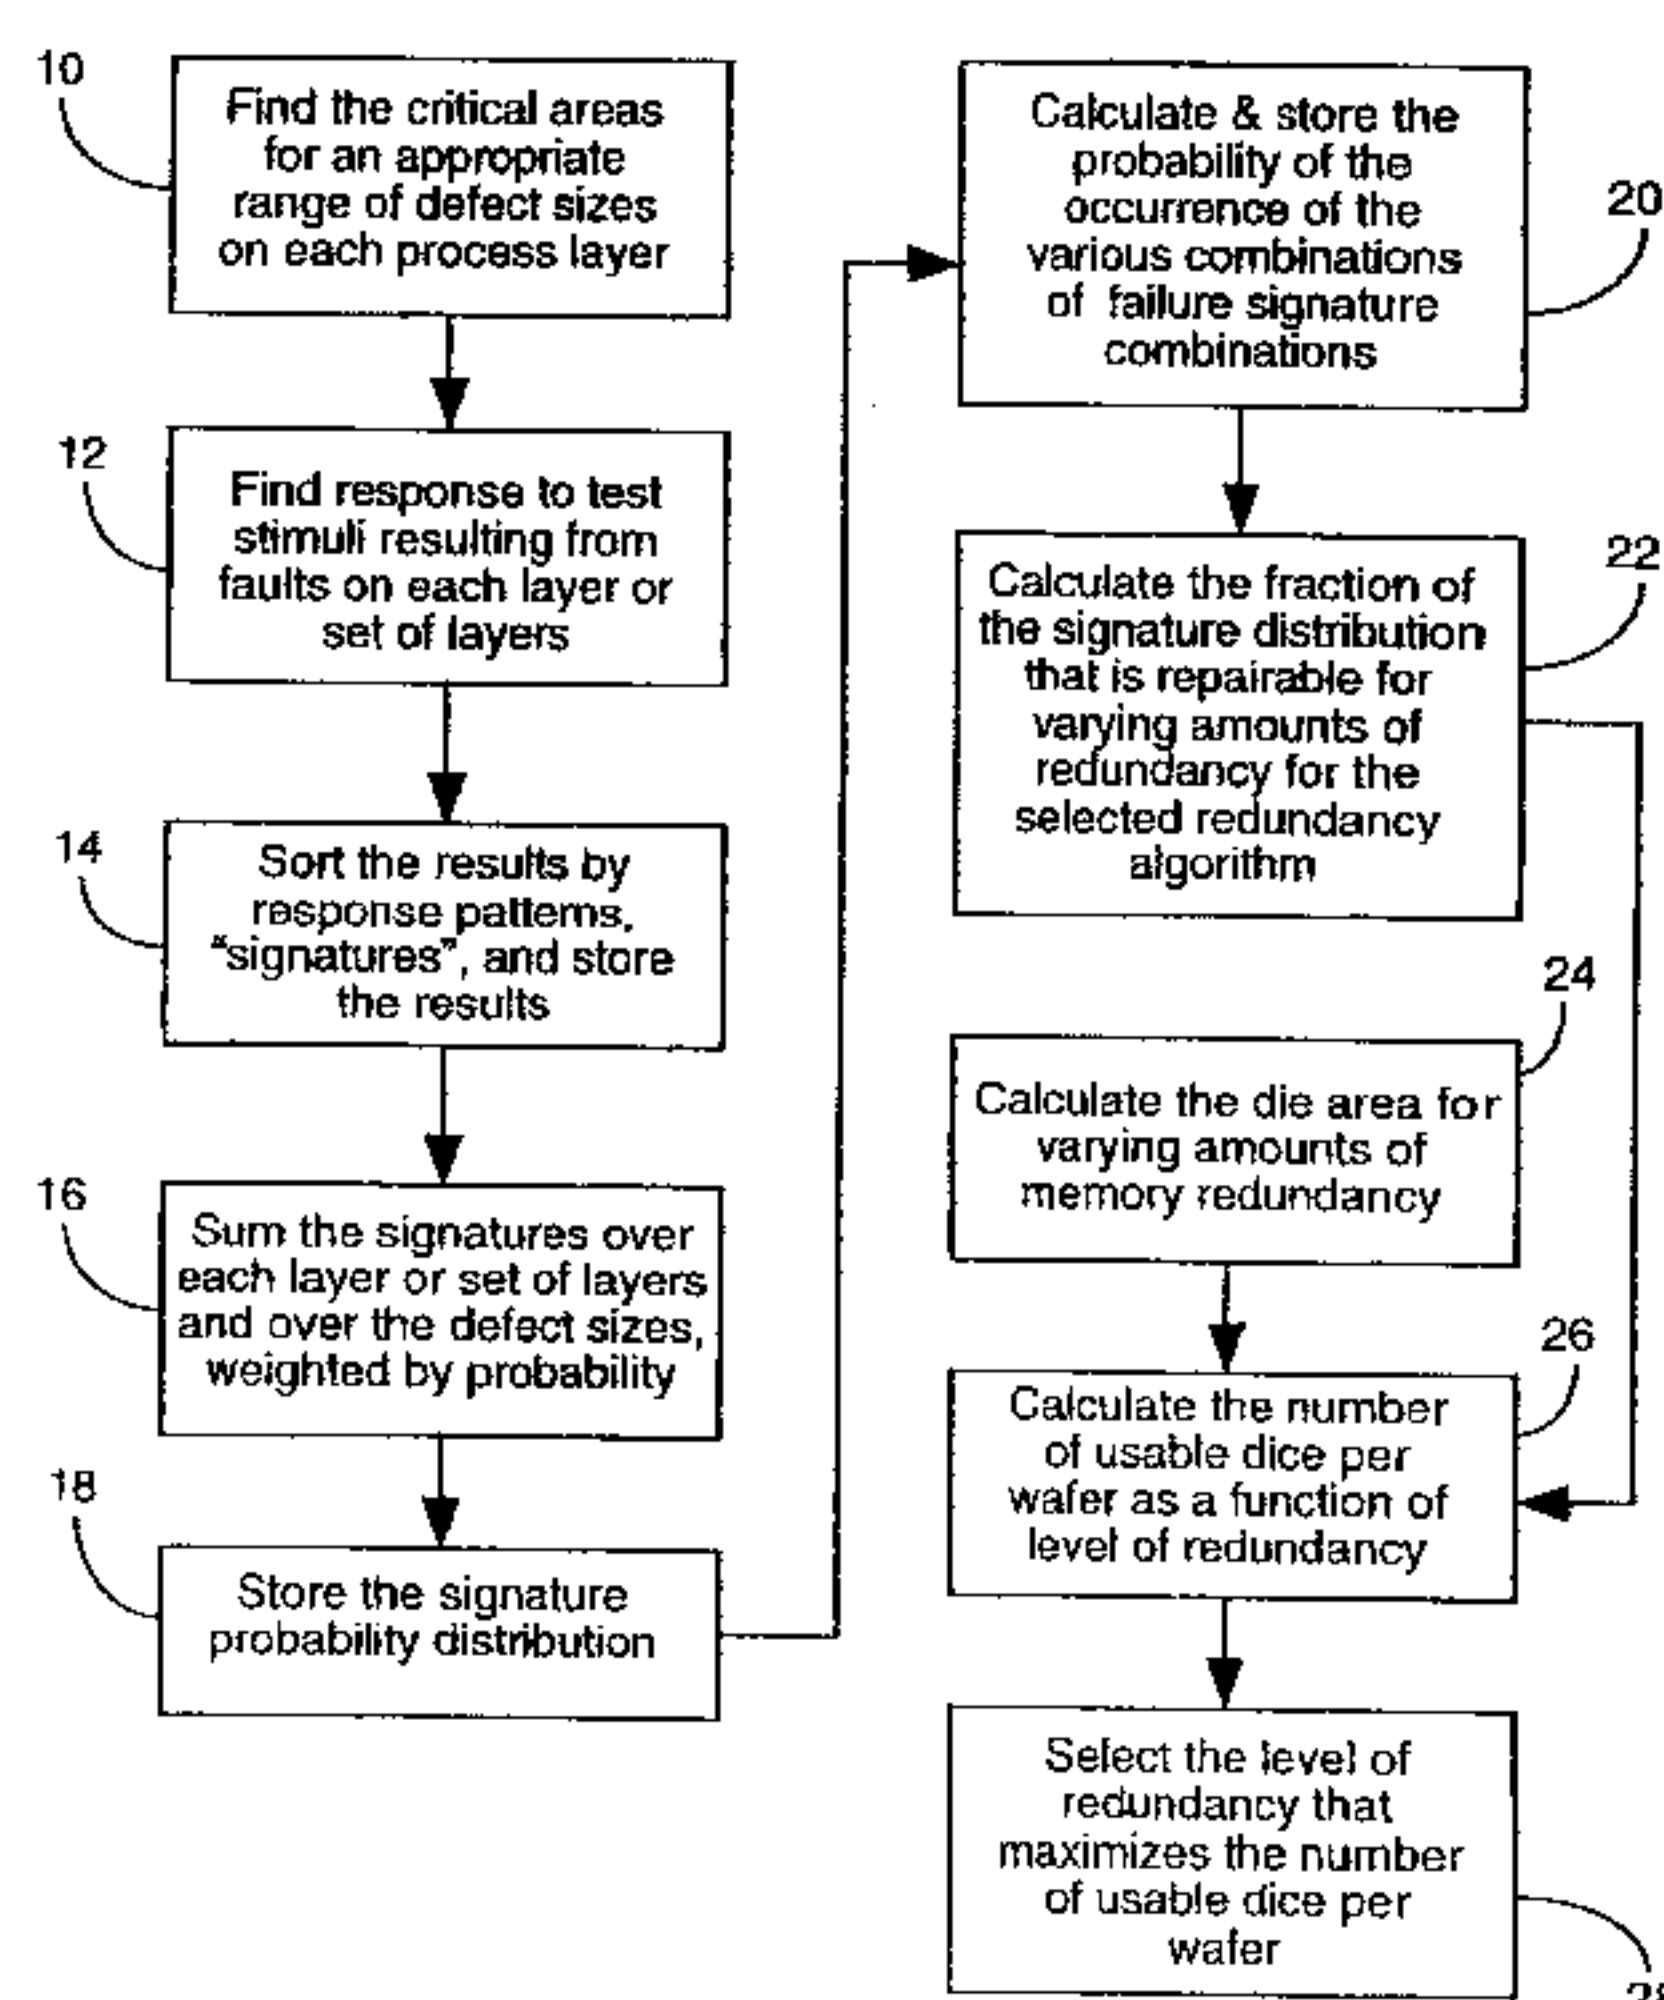 10
Find the critical areas
for an appropriate
range of defect sizes
on each process layer
12
Find response to test
stimuli resulting from
faults on each layer or
set of layers
14
Sort the results by
response patterns,
“signatures”, and store
the results
16
Sum the signatures over
each layer or set of layers
and over the defect sizes,
weighted by probability
18
Store the signature
probability distribution
Calculate & store the
probability of the
occurrence of the
various combinations
of failure signature
combinations
20
Calculate the fraction of
the signature distribution
that is repairable for
varying amounts of
redundancy for the
selected redundancy
algorithm
22
24
Calculate the die area for
varying amounts of
memory redundancy
26
Calculate the number
of usable dice per
wafer as a function of
level of redundancy
Select the level of
redundancy that
maximizes the number
of usable dice per
wafer